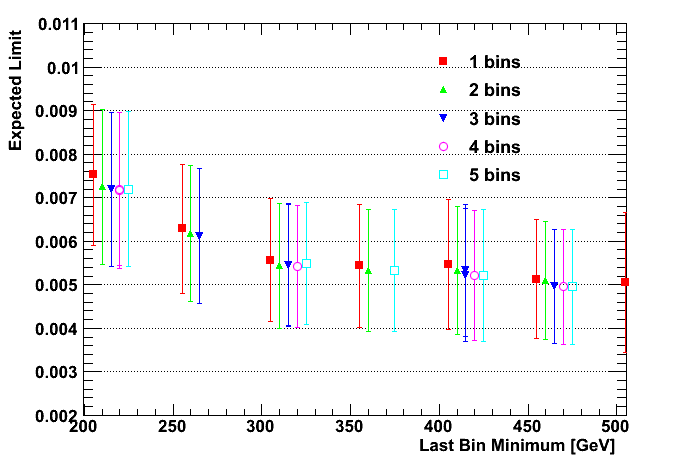 Expected Limit
0.011
0.01
0.009
0.008
0.007
0.006
0.005
0.004
0.003
0.002
1 bins
2 bins
3 bins
4 bins
5 bins
200 250 300 350 400 450 500
Last Bin Minimum [GeV]